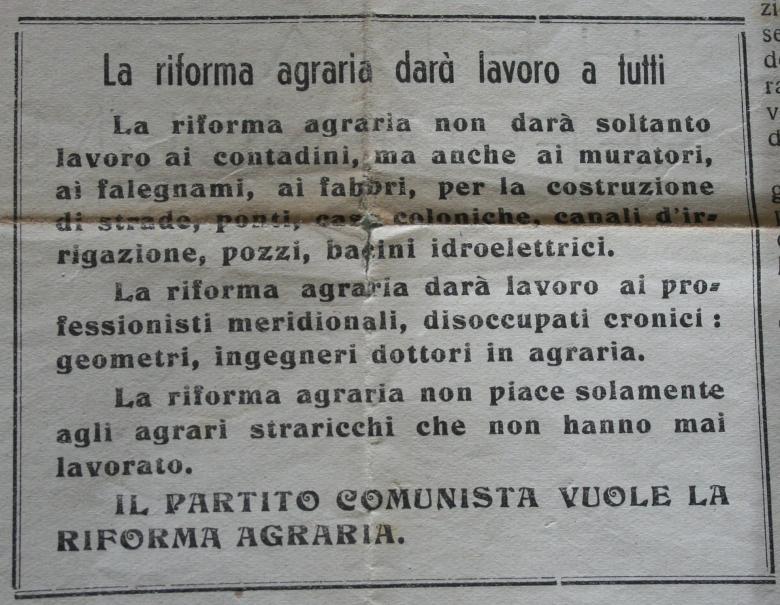 La riforma agraria darà lavoro a tutti
La riforma agraria non darà soltanto
lavoro ai contadini, ma anche ai muratori,
ai falegnami, ai fabbri, per la costruzione
di strade, ponti, case coloniche, canali d'ir-
rigazione, pozzi, bacini idroelettrici.
La riforma agraria darà lavoro ai pro-
fessionisti meridionali, disoccupati cronici :
geometri, ingegneri dottori in agraria.
La riforma agraria non piace solamente
agli agrari straricchi che non hanno mai
lavorato.
IL PARTITO COMUNISTA VUOLE LA
RIFORMA AGRARIA.